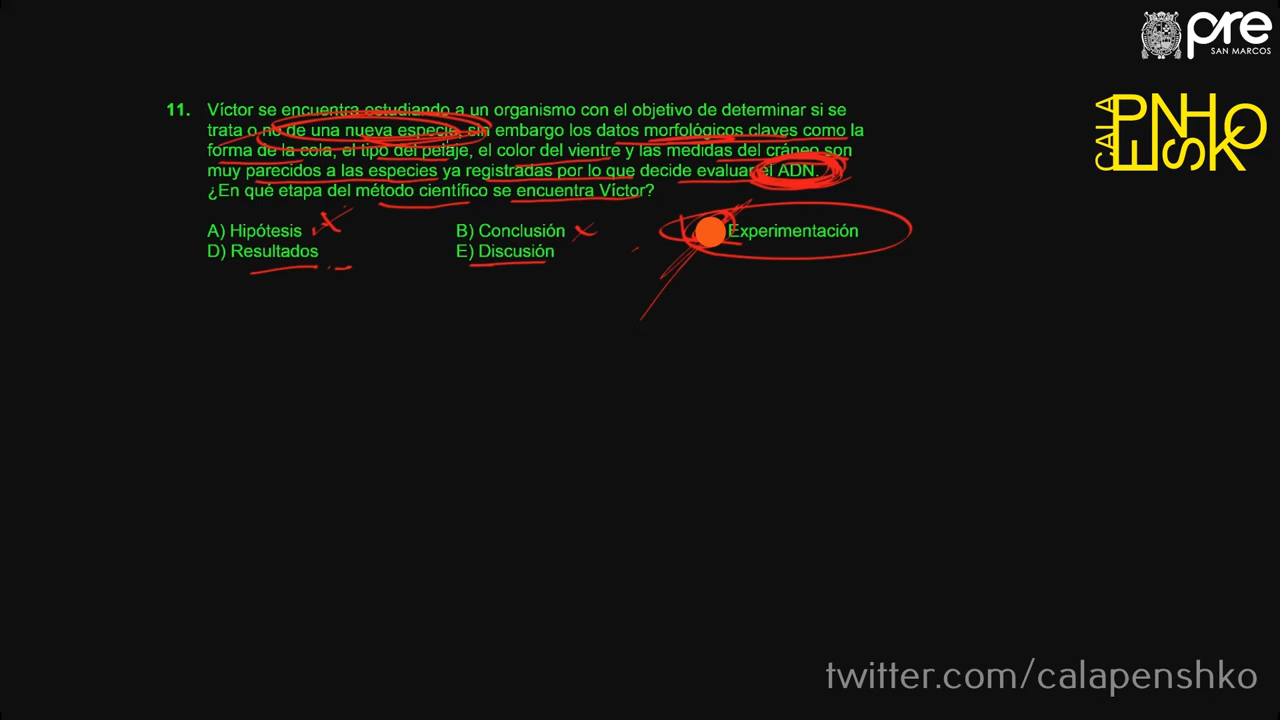 pre
SAN MARCOS
CALA
PENSHKO
11. Víctor se encuentra estudiando a un organismo con el objetivo de determinar si se
trata o no de una nueva especie, sin embargo los datos morfológicos claves como la
forma de la cola, el tipo del pelaje, el color del vientre y las medidas del cráneo son
muy parecidos a las especies ya registradas por lo que decide evaluar el ADN.
¿En qué etapa del método científico se encuentra Víctor?
A) Hipótesis B) Conclusión Experimentación
D) Resultados E) Discusión
twitter.com/calapenshko